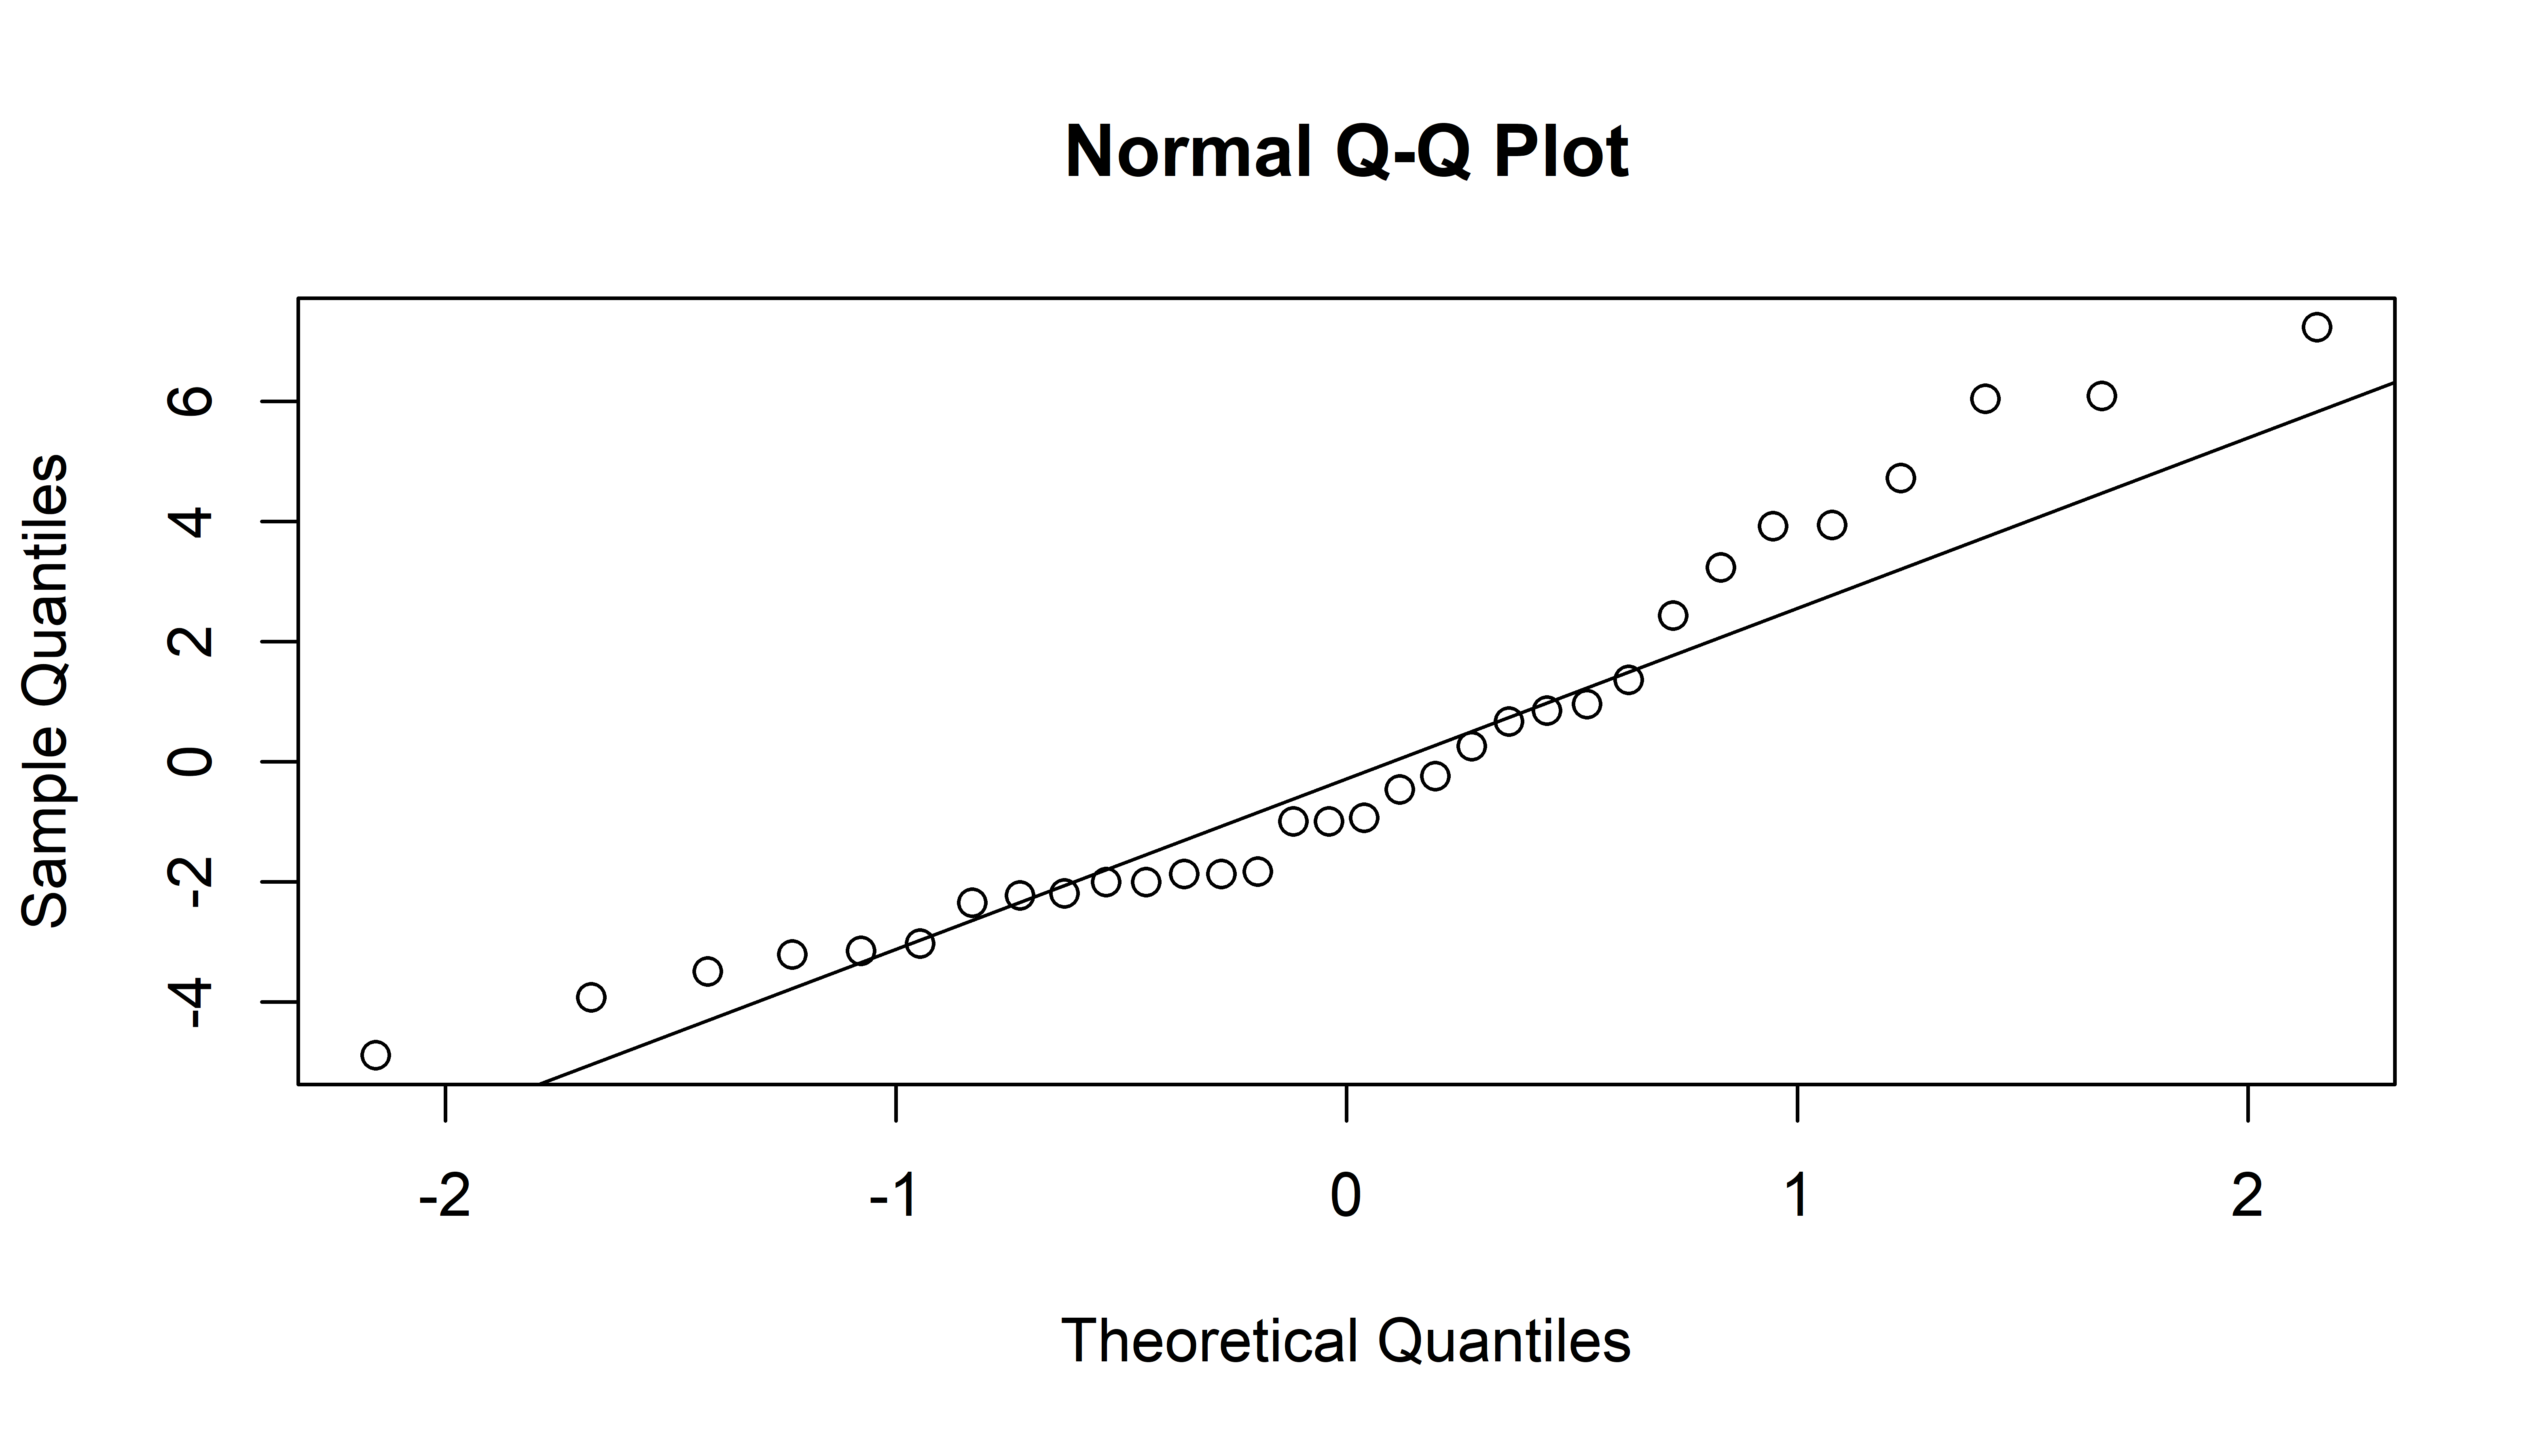 Normal Q-Q Plot
Sample Quantiles
6
4
2
0
-2
-4
-2 -1 0 1 2
Theoretical Quantiles